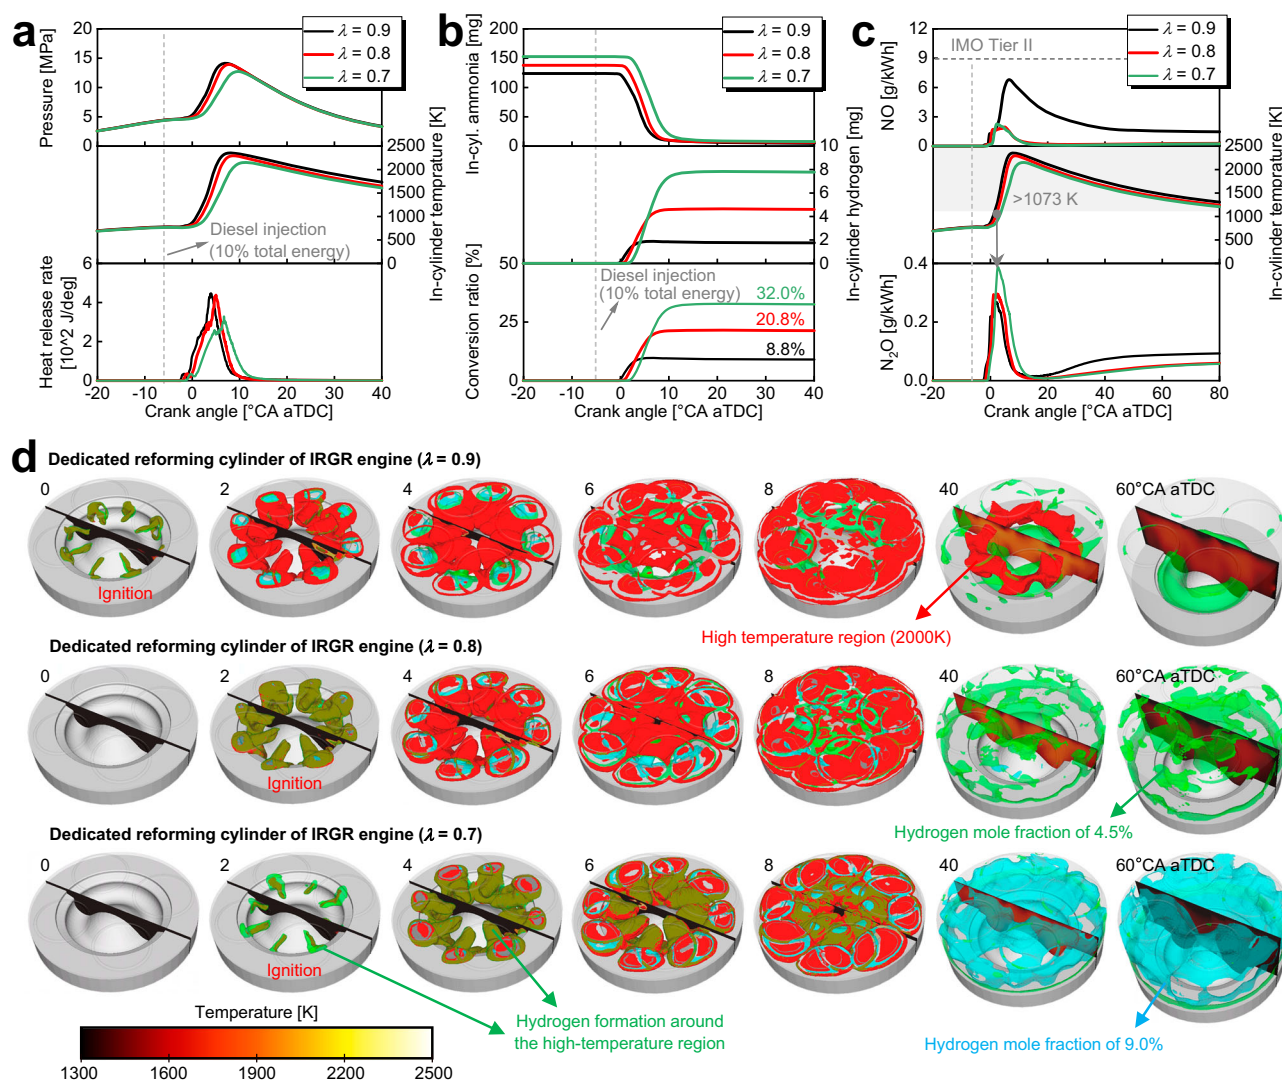 a
λ = 0.9
λ = 0.8
λ = 0.7
Pressure [MPa]
20
15
10
5
0
2500
2000
1500
1000
500
0
In-cylinder temprature [K]
Diesel injection
(10% total energy)
Heat release rate
[10^2 J/deg]
6
4
2
0
-20 -10 0 10 20 30 40
Crank angle [°CA aTDC]
b
λ = 0.9
λ = 0.8
λ = 0.7
In-cyl. ammonia [mg]
200
150
100
50
0
10
8
6
4
2
0
In-cylinder hydrogen [mg]
Conversion ratio [%]
50
25
0
Diesel injection
(10% total energy)
32.0%
20.8%
8.8%
-20 -10 0 10 20 30 40
Crank angle [°CA aTDC]
c
λ = 0.9
λ = 0.8
λ = 0.7
IMO Tier II
NO [g/kWh]
12
9
6
3
0
2500
2000
1500
1000
500
0
In-cylinder temprature [K]
>1073 K
N2O [g/kWh]
0.4
0.2
0.0
-20 0 20 40 60 80
Crank angle [°CA aTDC]
d
Dedicated reforming cylinder of IRGR engine (λ = 0.9)
0 2 4 6 8 40 60°CA aTDC
Ignition
High temperature region (2000K)
Dedicated reforming cylinder of IRGR engine (λ = 0.8)
0 2 4 6 8 40 60°CA aTDC
Ignition
Hydrogen mole fraction of 4.5%
Dedicated reforming cylinder of IRGR engine (λ = 0.7)
0 2 4 6 8 40 60°CA aTDC
Ignition
Hydrogen formation around
the high-temperature region
Hydrogen mole fraction of 9.0%
Temperature [K]
1300 1600 1900 2200 2500